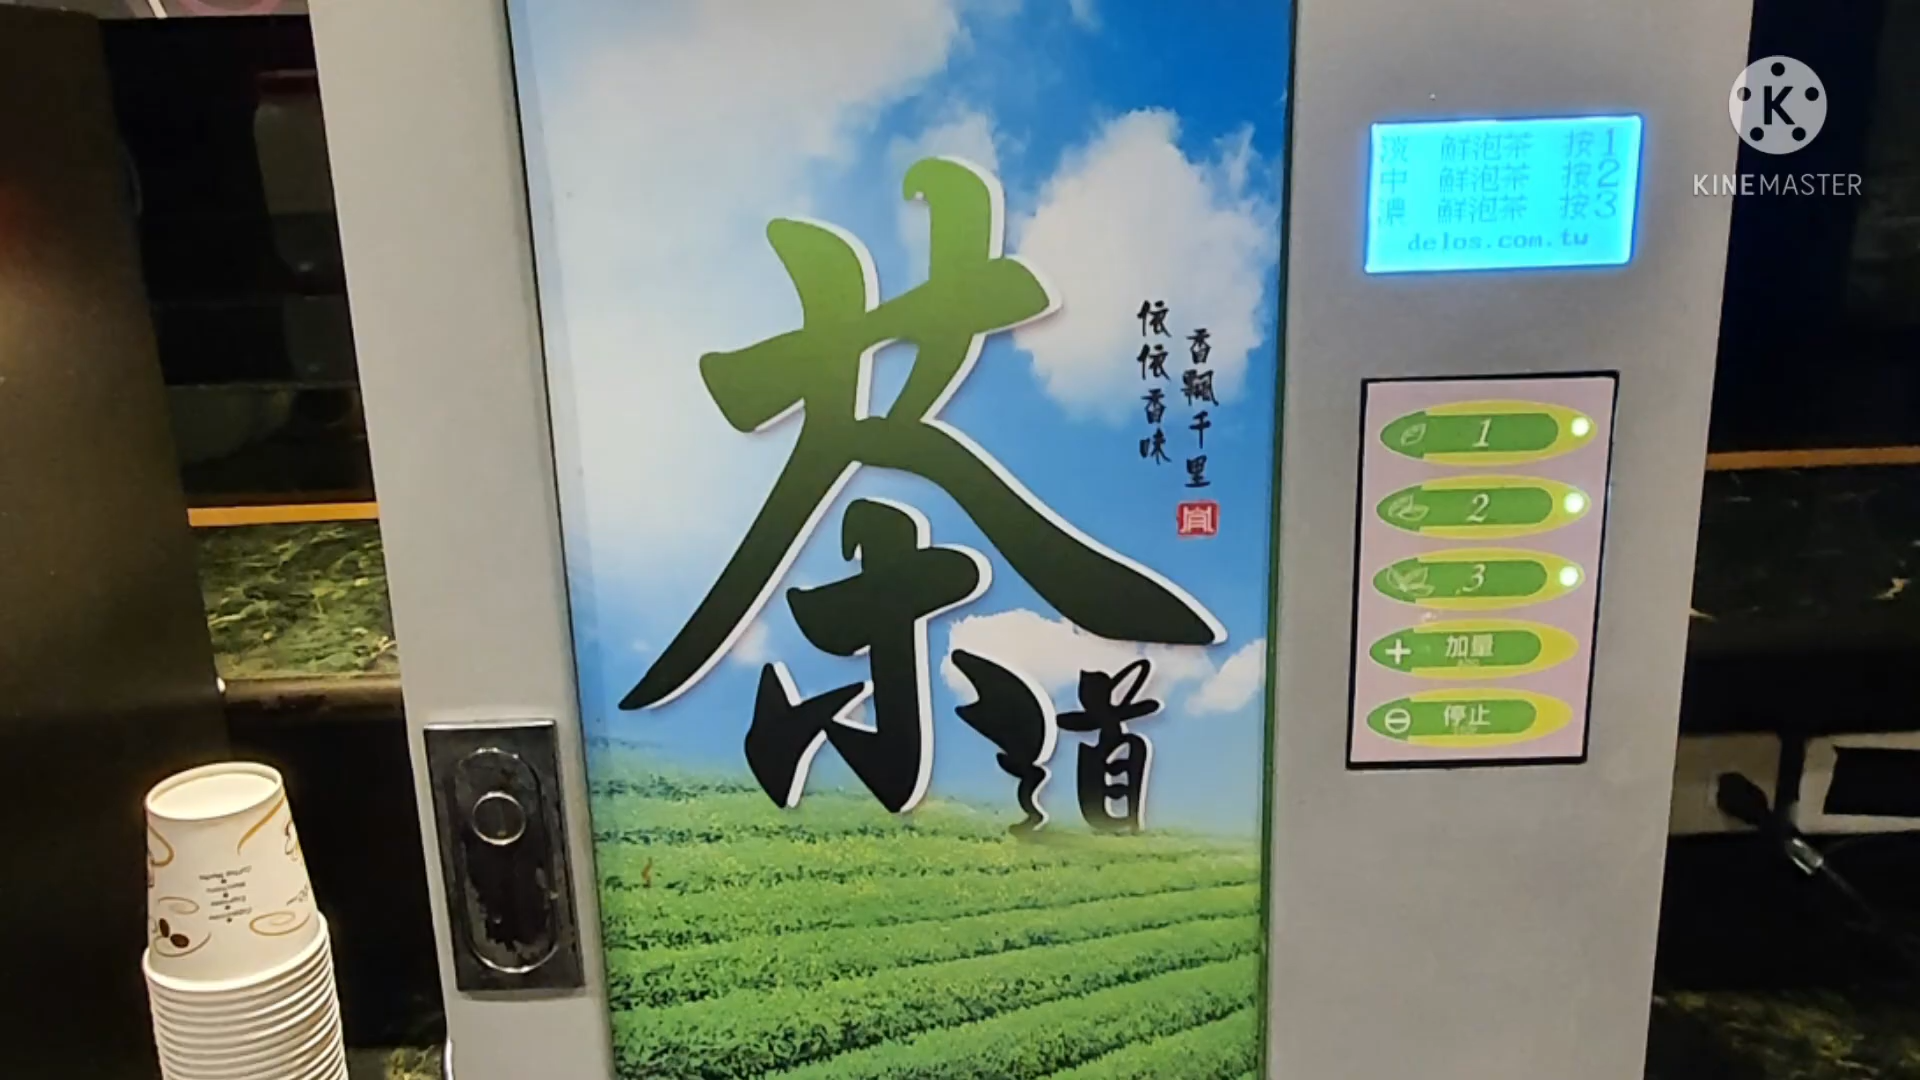 茶道
香飄千里
依依香味
淡 鮮泡茶 按1
中 鮮泡茶 按2
濃 鮮泡茶 按3
delos.com.tw
1
2
3
加量
停止
K
KINEMASTER